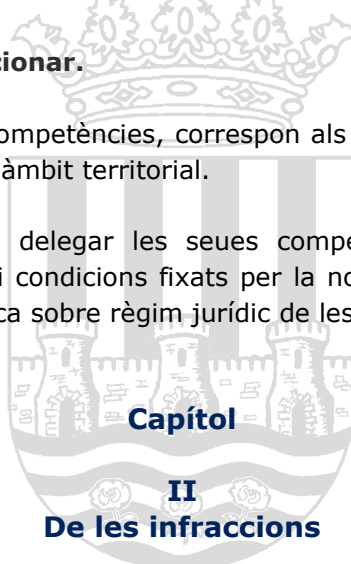 cionar.
ompetències, correspon als
àmbit territorial.
delegar les seues compe
i condicions fixats per la no
ca sobre règim jurídic de les
Capítol
II
De les infraccions